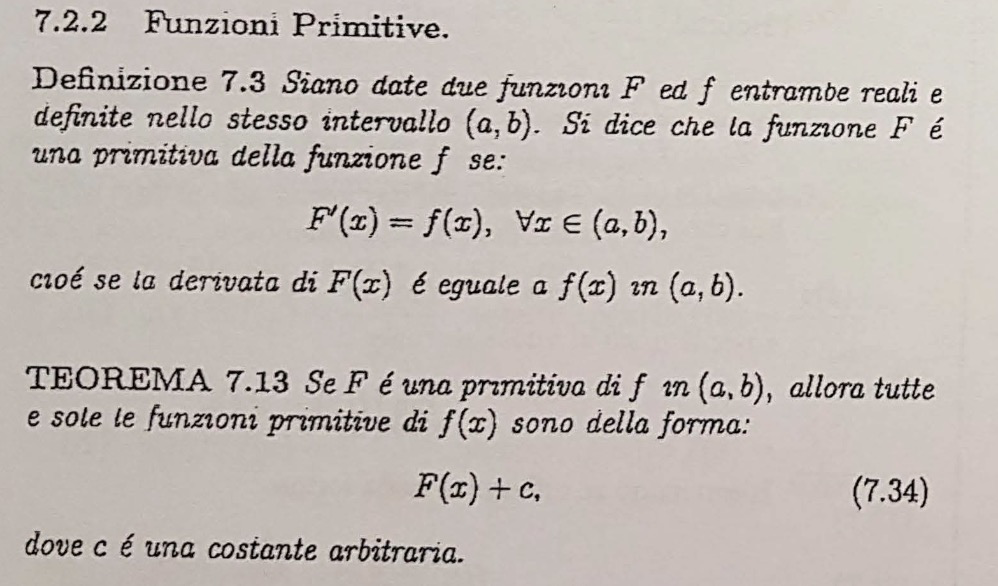 7.2.2 Funzioni Primitive.
Definizione 7.3 Siano date due funzioni F ed f entrambe reali e
definite nello stesso intervallo (a, b). Si dice che la funzione F é
una primitiva della funzione f se:
F′(x) = f(x), ∀x ∈ (a, b),
cioé se la derivata di F(x) é eguale a f(x) in (a, b).
TEOREMA 7.13 Se F é una primitiva di f in (a, b), allora tutte
e sole le funzioni primitive di f(x) sono della forma:
F(x) + c, (7.34)
dove c é una costante arbitraria.